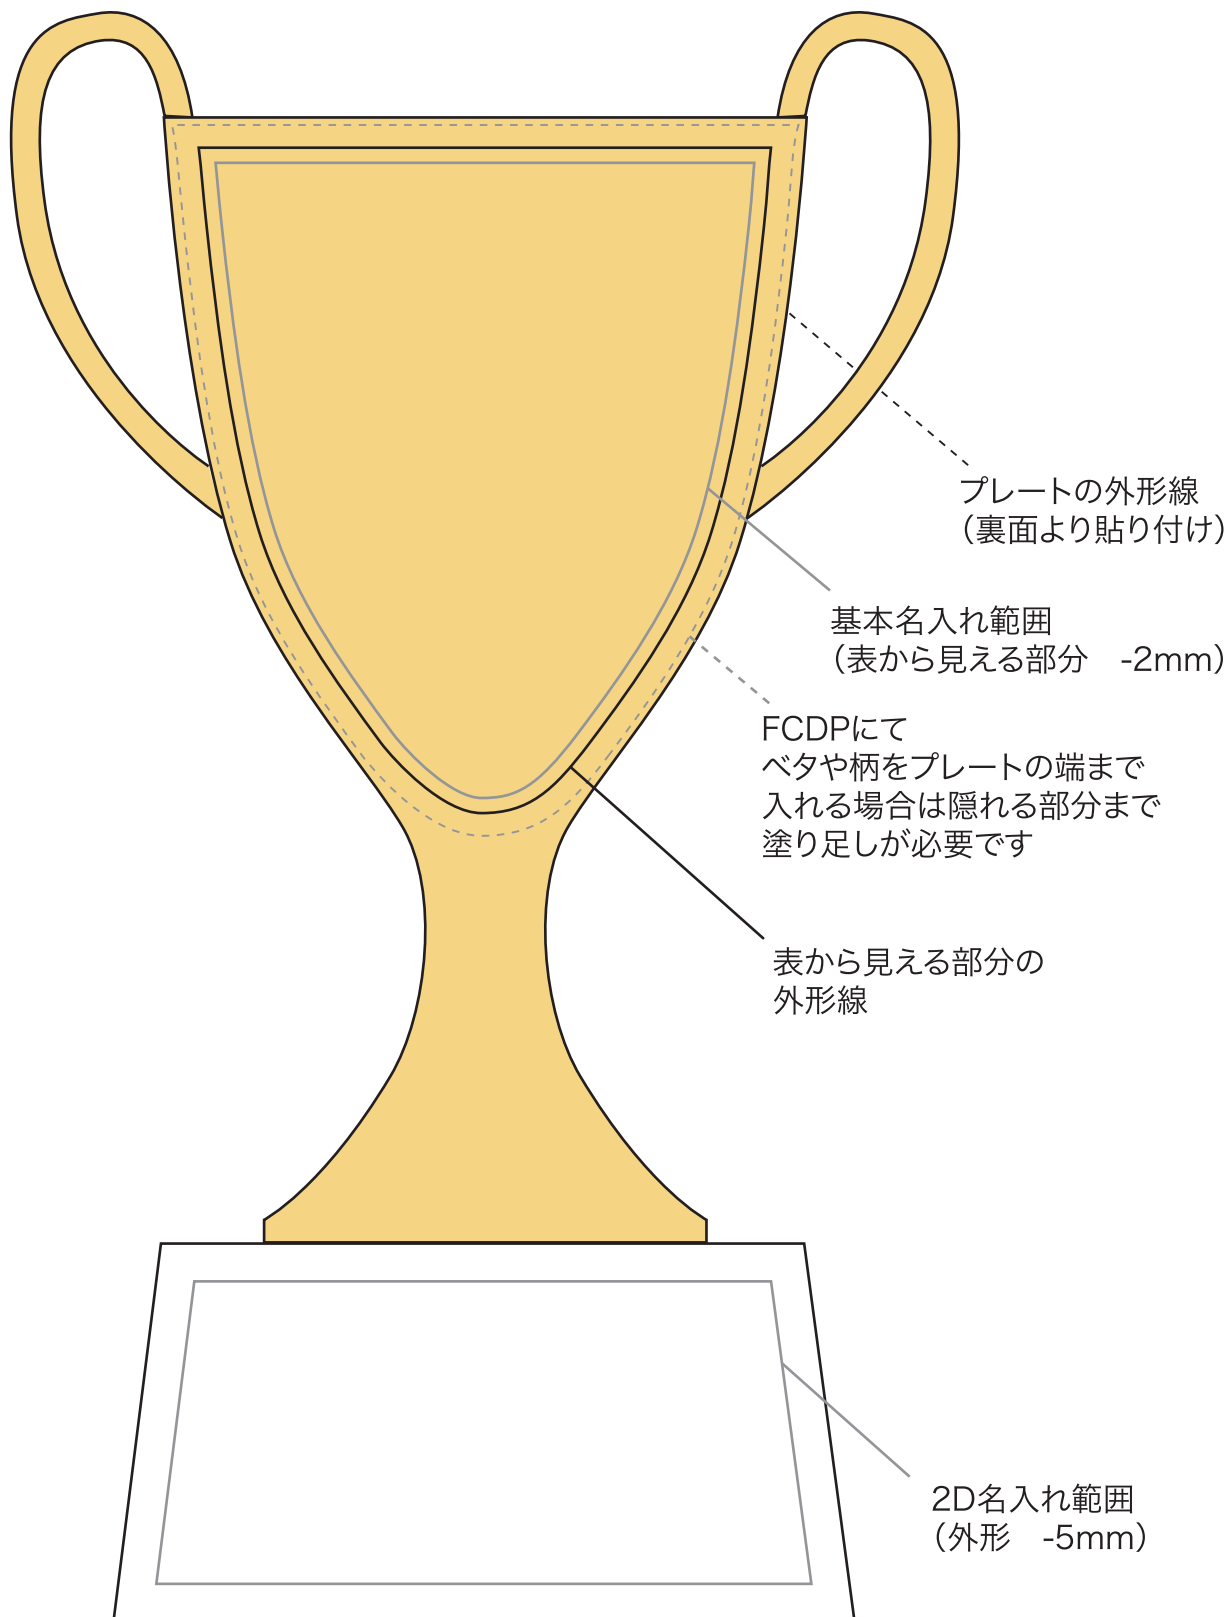 プレートの外形線
（裏面より貼り付け）
基本名入れ範囲
（表から見える部分　-2mm）
FCDPにて
ベタや柄をプレートの端まで
入れる場合は隠れる部分まで
塗り足しが必要です
表から見える部分の
外形線
2D名入れ範囲
（外形　-5mm）